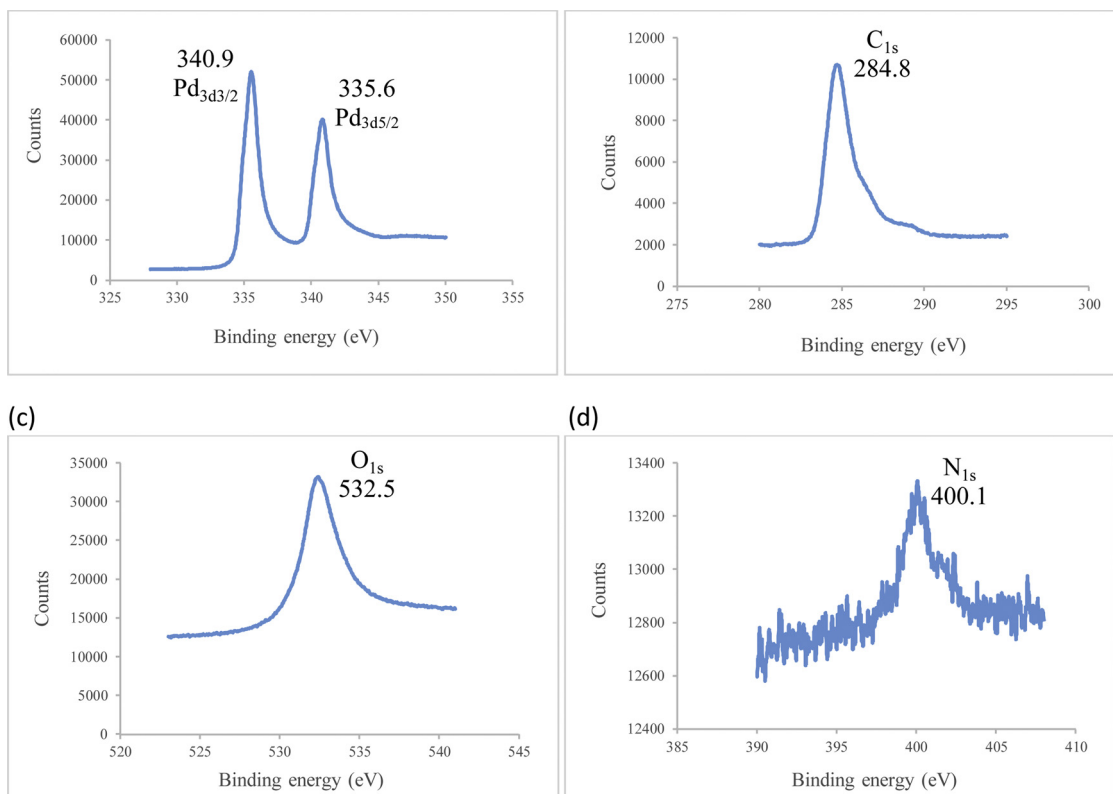 60000
50000
40000
30000
20000
10000
0
Counts
340.9
Pd3d3/2
335.6
Pd3d5/2
325 330 335 340 345 350 355
Binding energy (eV)
12000
10000
8000
6000
4000
2000
0
Counts
C1s
284.8
275 280 285 290 295 300
Binding energy (eV)
(c)
35000
30000
25000
20000
15000
10000
5000
0
Counts
O1s
532.5
520 525 530 535 540 545
Binding energy (eV)
(d)
13400
13200
13000
12800
12600
12400
Counts
N1s
400.1
385 390 395 400 405 410
Binding energy (eV)